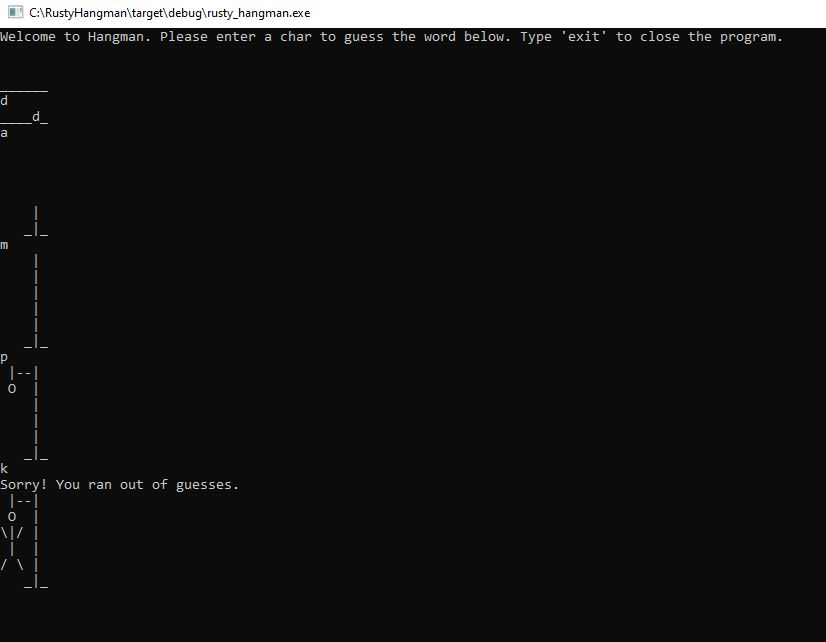 C:\RustyHangman\target\debug\rusty_hangman.exe
Welcome to Hangman. Please enter a char to guess the word below. Type 'exit' to close the program.
______
d
____d_
a
    |
   _|_
m
    |
    |
    |
    |
    |
   _|_
p
 |--|
 O  |
    |
    |
    |
   _|_
k
Sorry! You ran out of guesses.
 |--|
 O  |
\|/ |
 |  |
/ \ |
   _|_